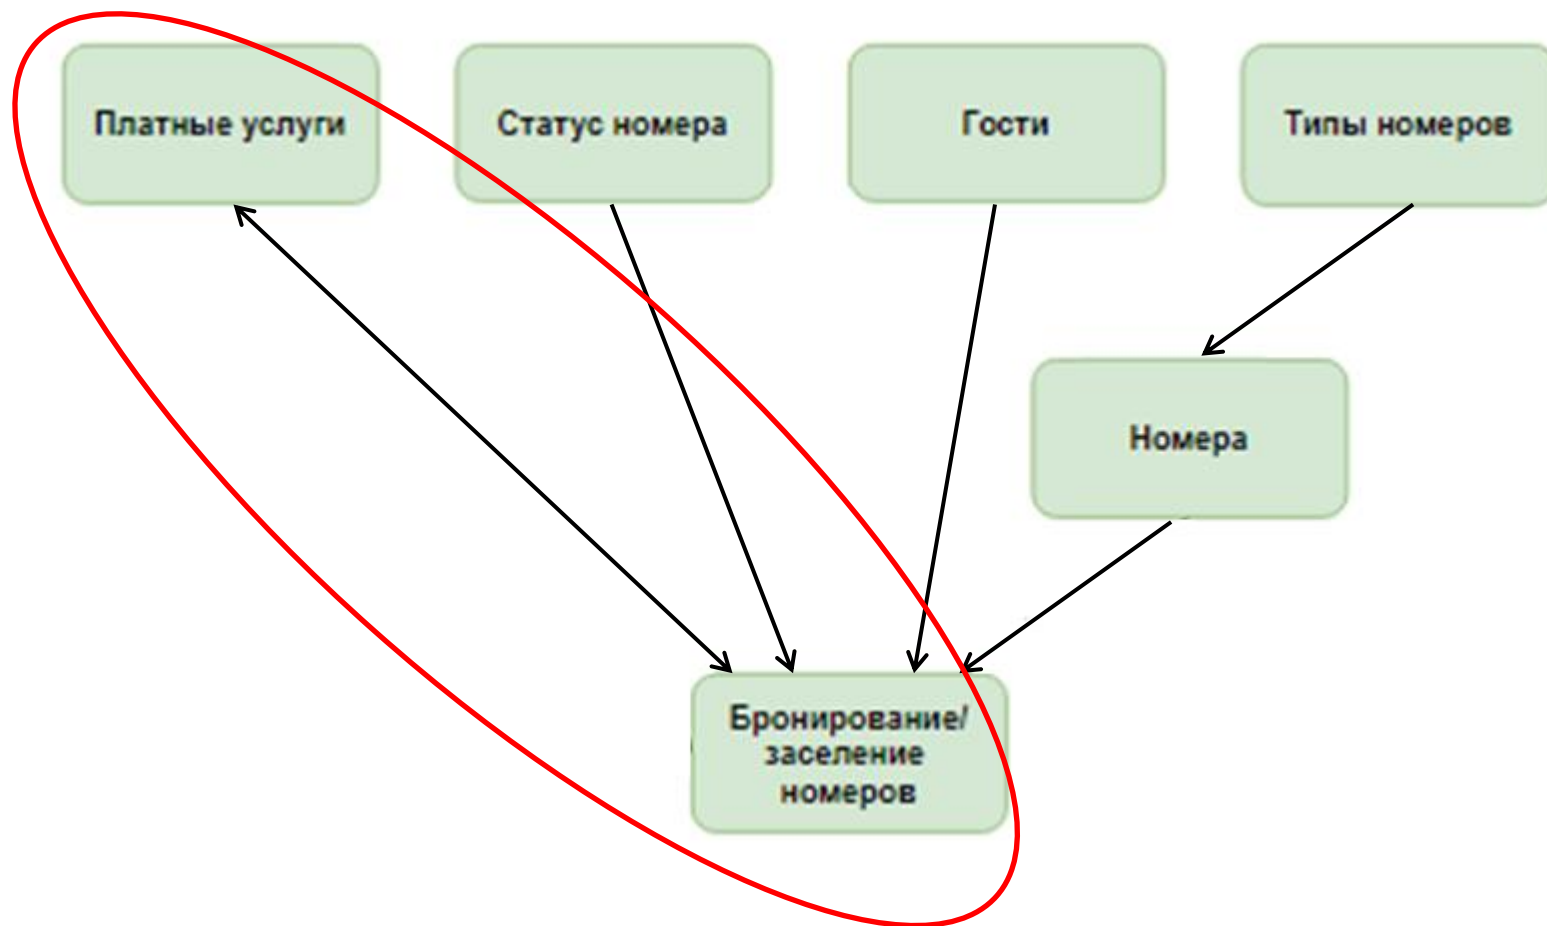 Платные услуги
Статус номера
Гости
Типы номеров
Номера
Бронирование/
заселение
номеров